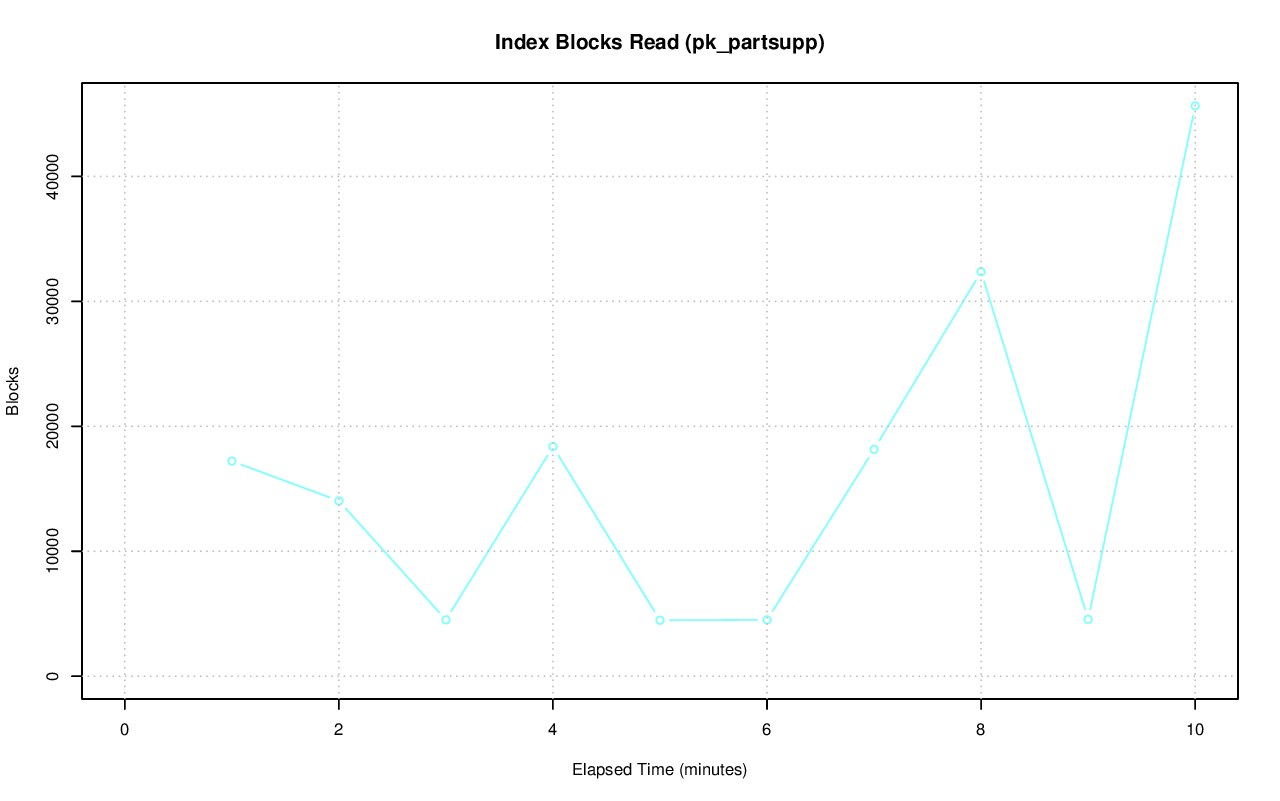 Index Blocks Read (pk_partsupp)
Blocks
40000
30000
20000
10000
0
0 2 4 6 8 10
Elapsed Time (minutes)